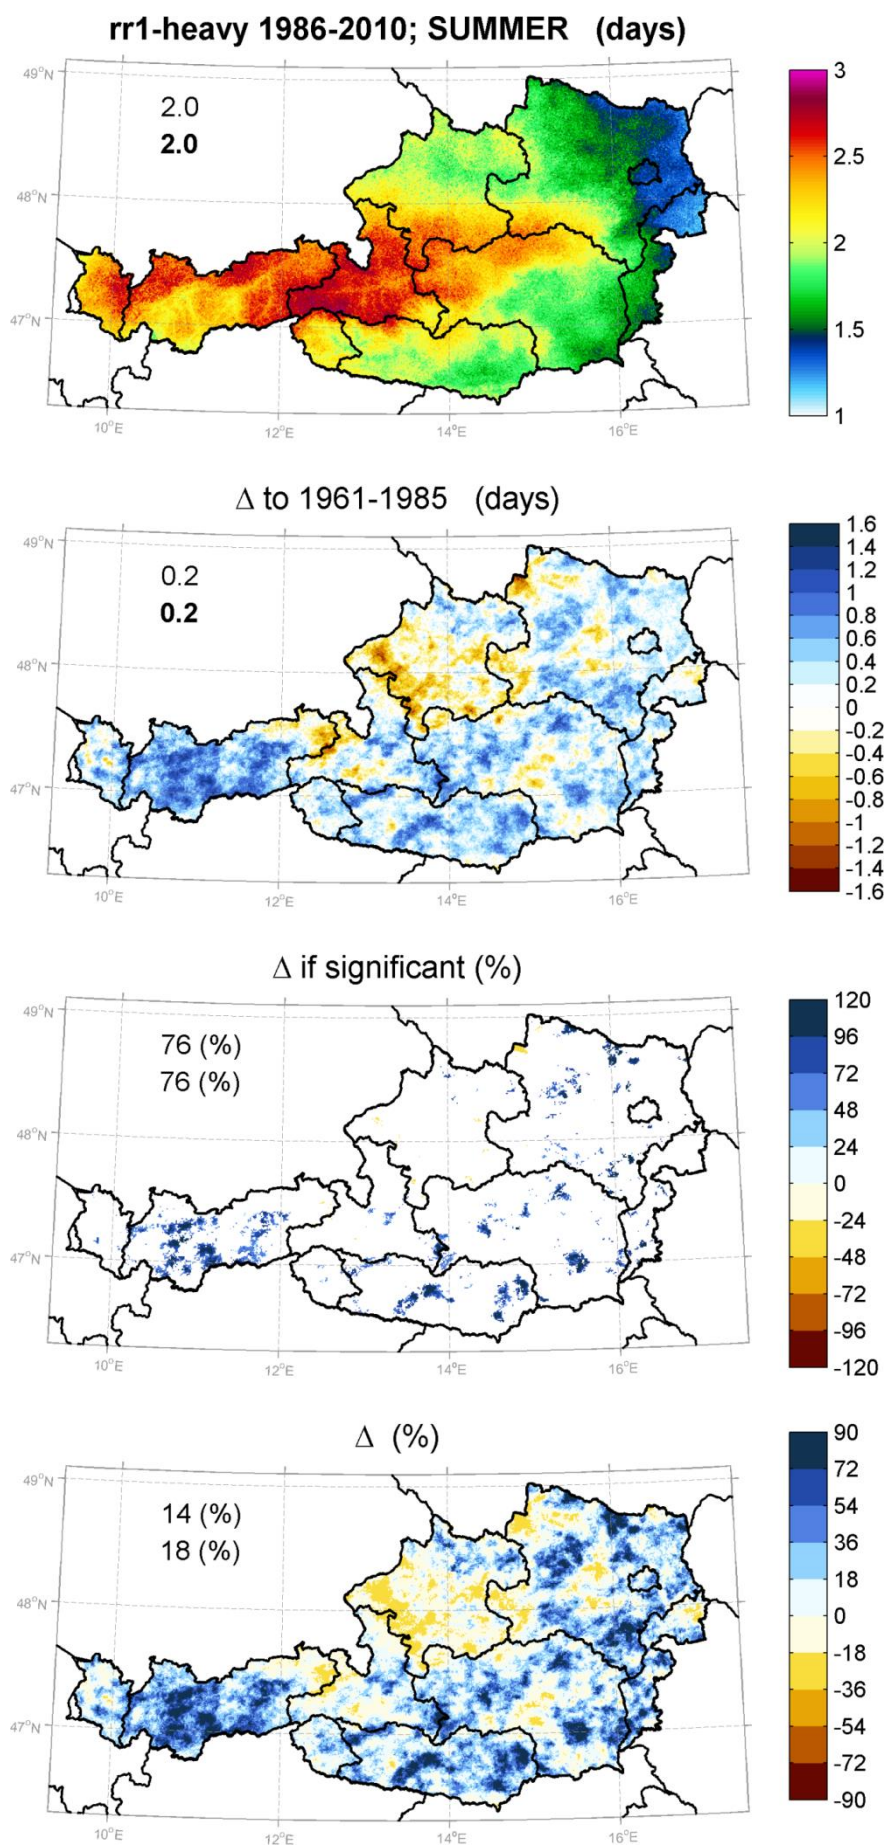 rr1-heavy 1986-2010; SUMMER (days)
49°N
48°N
47°N
2.0
2.0
10°E
12°E
14°E
16°E
3
2.5
2
1.5
1
Δ to 1961-1985 (days)
49°N
48°N
47°N
0.2
0.2
10°E
12°E
14°E
16°E
1.6
1.4
1.2
1
0.8
0.6
0.4
0.2
0
-0.2
-0.4
-0.6
-0.8
-1
-1.2
-1.4
-1.6
Δ if significant (%)
49°N
48°N
47°N
76 (%)
76 (%)
10°E
12°E
14°E
16°E
120
96
72
48
24
0
-24
-48
-72
-96
-120
Δ (%)
49°N
48°N
47°N
14 (%)
18 (%)
10°E
12°E
14°E
16°E
90
72
54
36
18
0
-18
-36
-54
-72
-90